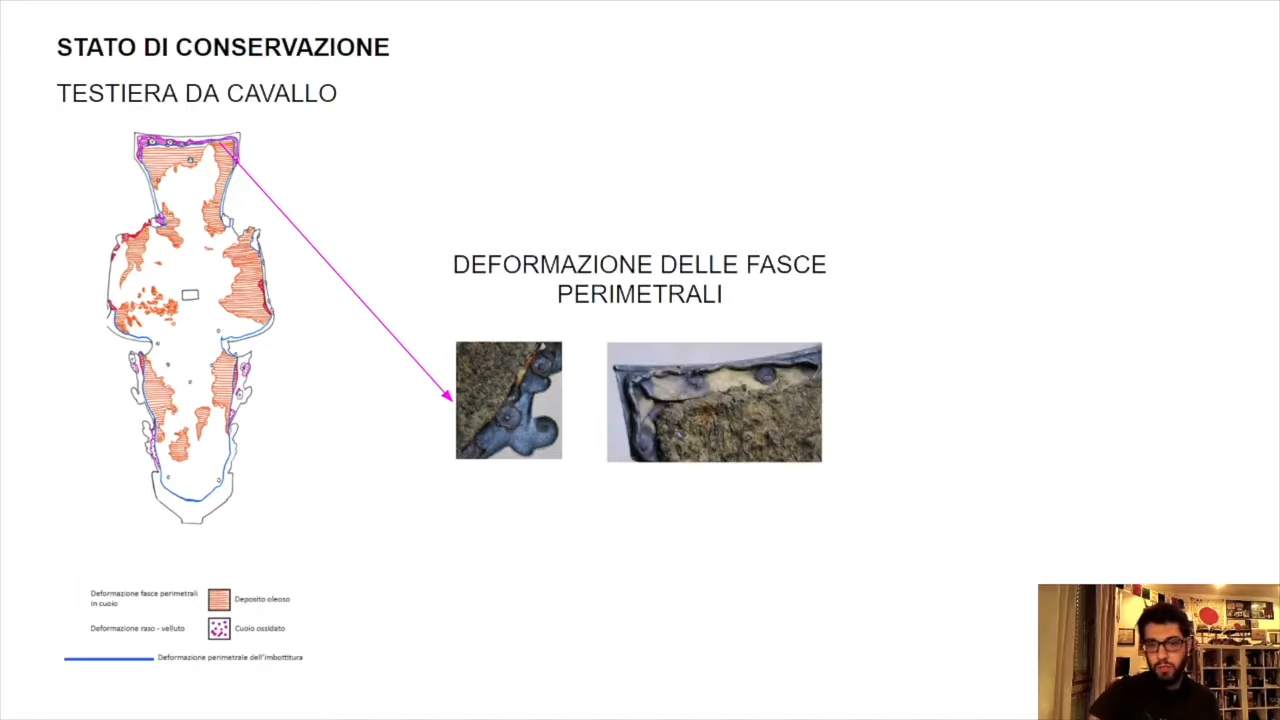 STATO DI CONSERVAZIONE
TESTIERA DA CAVALLO
DEFORMAZIONE DELLE FASCE
PERIMETRALI
Deformazione fasce perimetrali
in cuoio
Deposito oleoso
Deformazione raso - velluto
Cuoio ossidato
Deformazione perimetrale dell'imbottitura